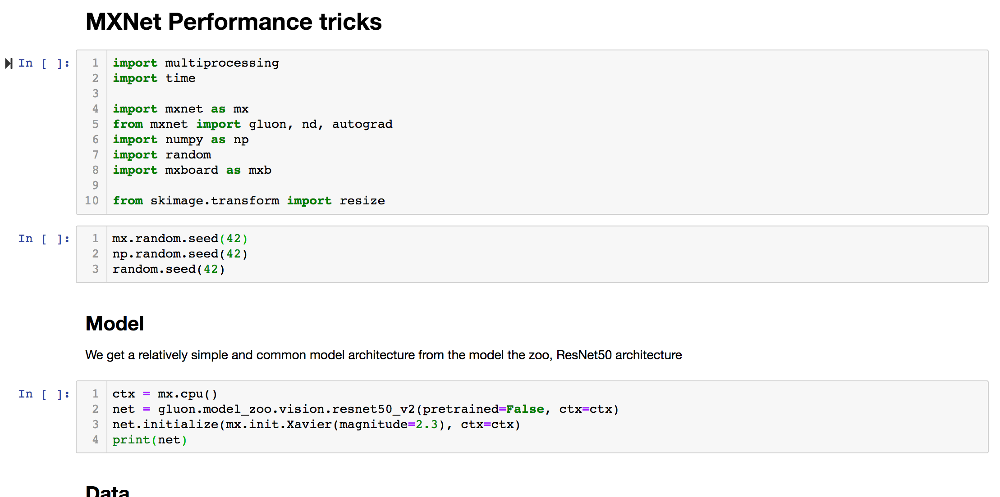 MXNet Performance tricks
In [ ]:
1 import multiprocessing
2 import time
3
4 import mxnet as mx
5 from mxnet import gluon, nd, autograd
6 import numpy as np
7 import random
8 import mxboard as mxb
9
10 from skimage.transform import resize
In [ ]:
1 mx.random.seed(42)
2 np.random.seed(42)
3 random.seed(42)
Model
We get a relatively simple and common model architecture from the model the zoo, ResNet50 architecture
In [ ]:
1 ctx = mx.cpu()
2 net = gluon.model_zoo.vision.resnet50_v2(pretrained=False, ctx=ctx)
3 net.initialize(mx.init.Xavier(magnitude=2.3), ctx=ctx)
4 print(net)
Data